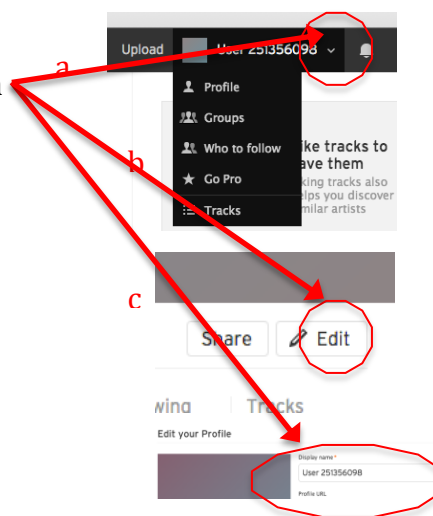 Upload User 251356098
a
Profile
Groups
b
Who to follow
ike tracks to
ave them
Go Pro
king tracks also
elps you discover
milar artists
Tracks
c
Share Edit
wing Tracks
Edit your Profile
Display name *
User 251356098
Profile URL